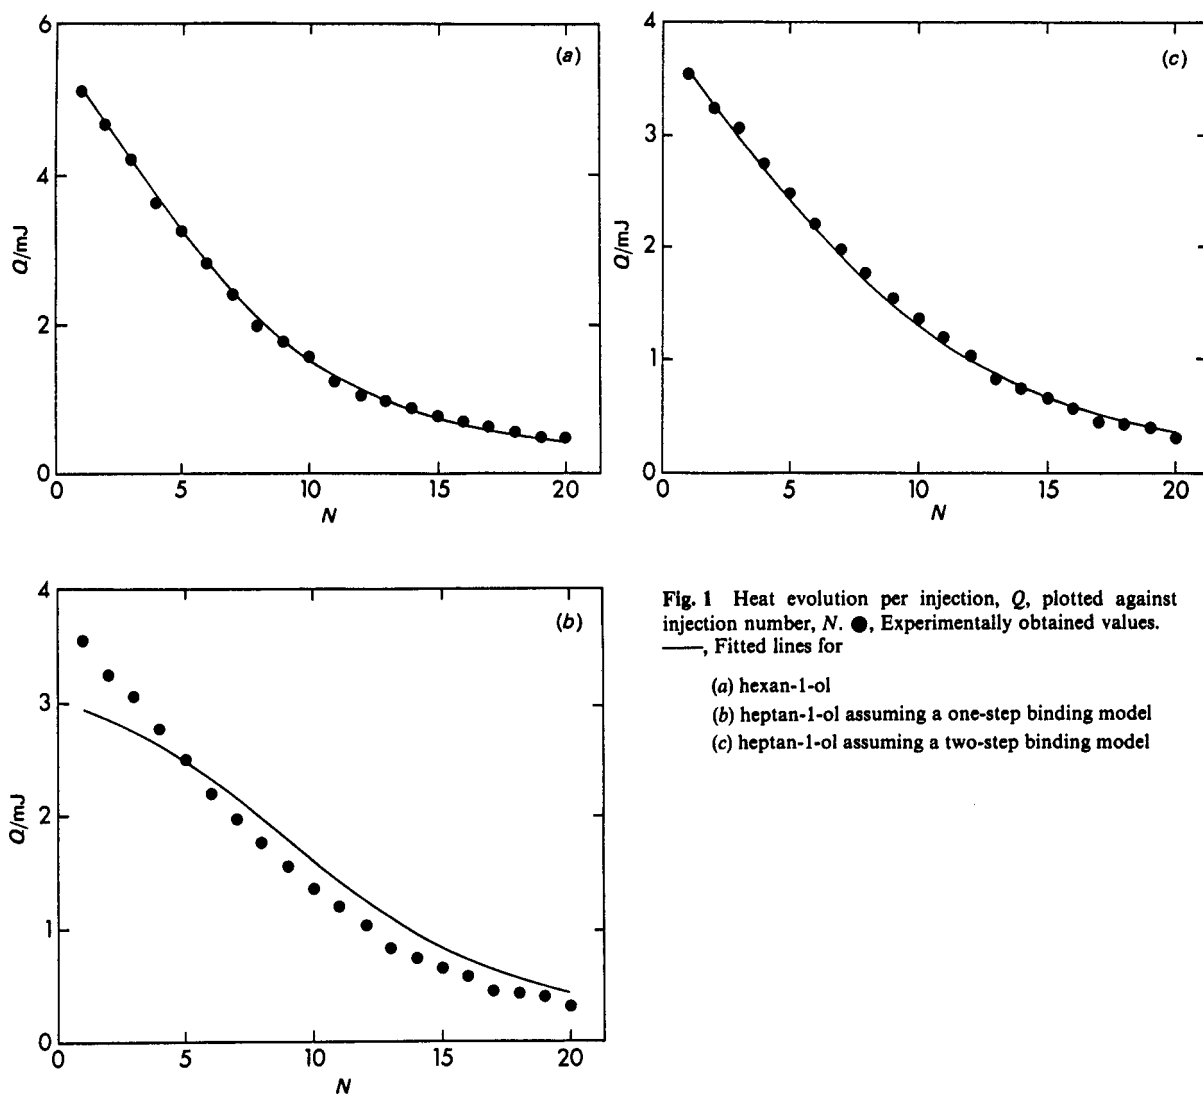 6
4
2
0
Q/mJ
(a)
0 5 10 15 20
N
4
3
2
1
0
Q/mJ
(c)
0 5 10 15 20
N
4
3
2
1
0
Q/mJ
(b)
0 5 10 15 20
N
Fig. 1 Heat evolution per injection, Q, plotted against
injection number, N. ●, Experimentally obtained values.
——, Fitted lines for
(a) hexan-1-ol
(b) heptan-1-ol assuming a one-step binding model
(c) heptan-1-ol assuming a two-step binding model